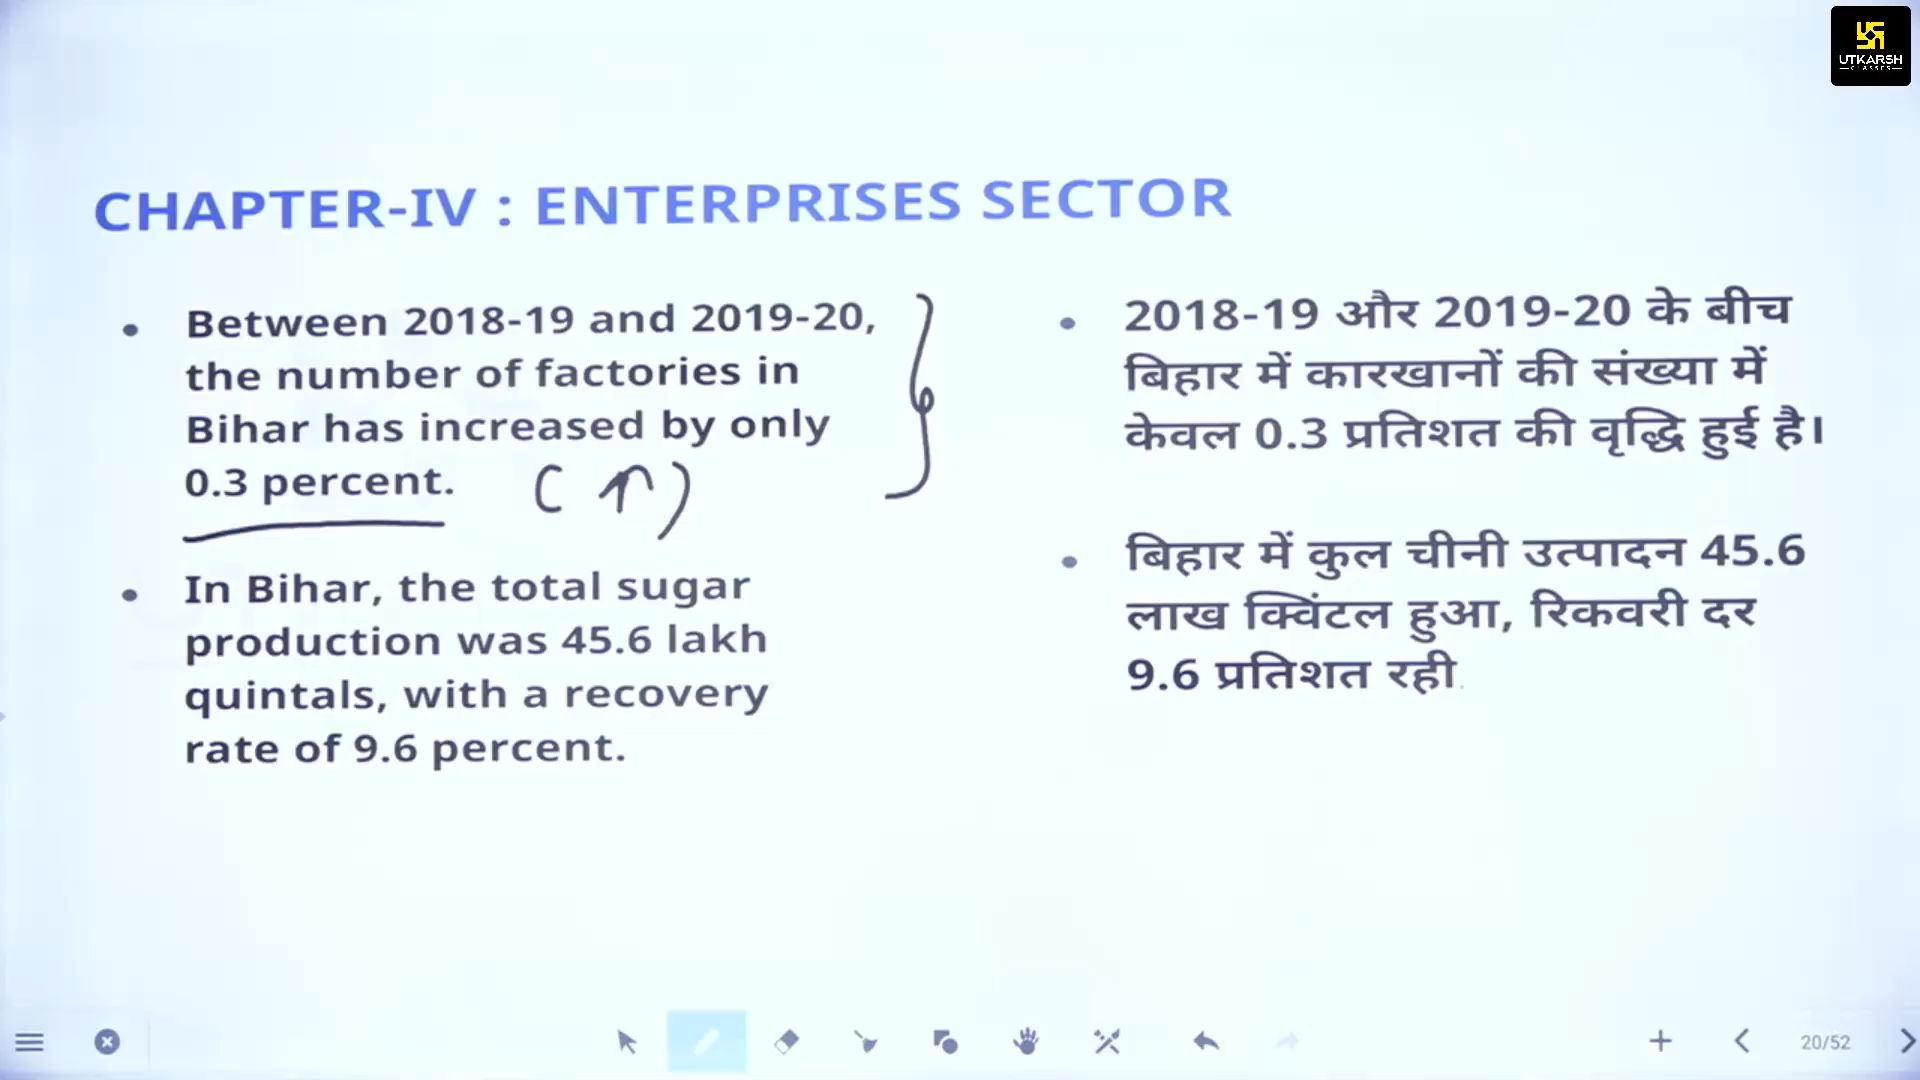 UTKARSH
CLASSES
CHAPTER-IV : ENTERPRISES SECTOR
• Between 2018-19 and 2019-20,
the number of factories in
Bihar has increased by only
0.3 percent. (↑)
• In Bihar, the total sugar
production was 45.6 lakh
quintals, with a recovery
rate of 9.6 percent.
• 2018-19 और 2019-20 के बीच
बिहार में कारखानों की संख्या में
केवल 0.3 प्रतिशत की वृद्धि हुई है।
• बिहार में कुल चीनी उत्पादन 45.6
लाख क्विंटल हुआ, रिकवरी दर
9.6 प्रतिशत रही.
20/52